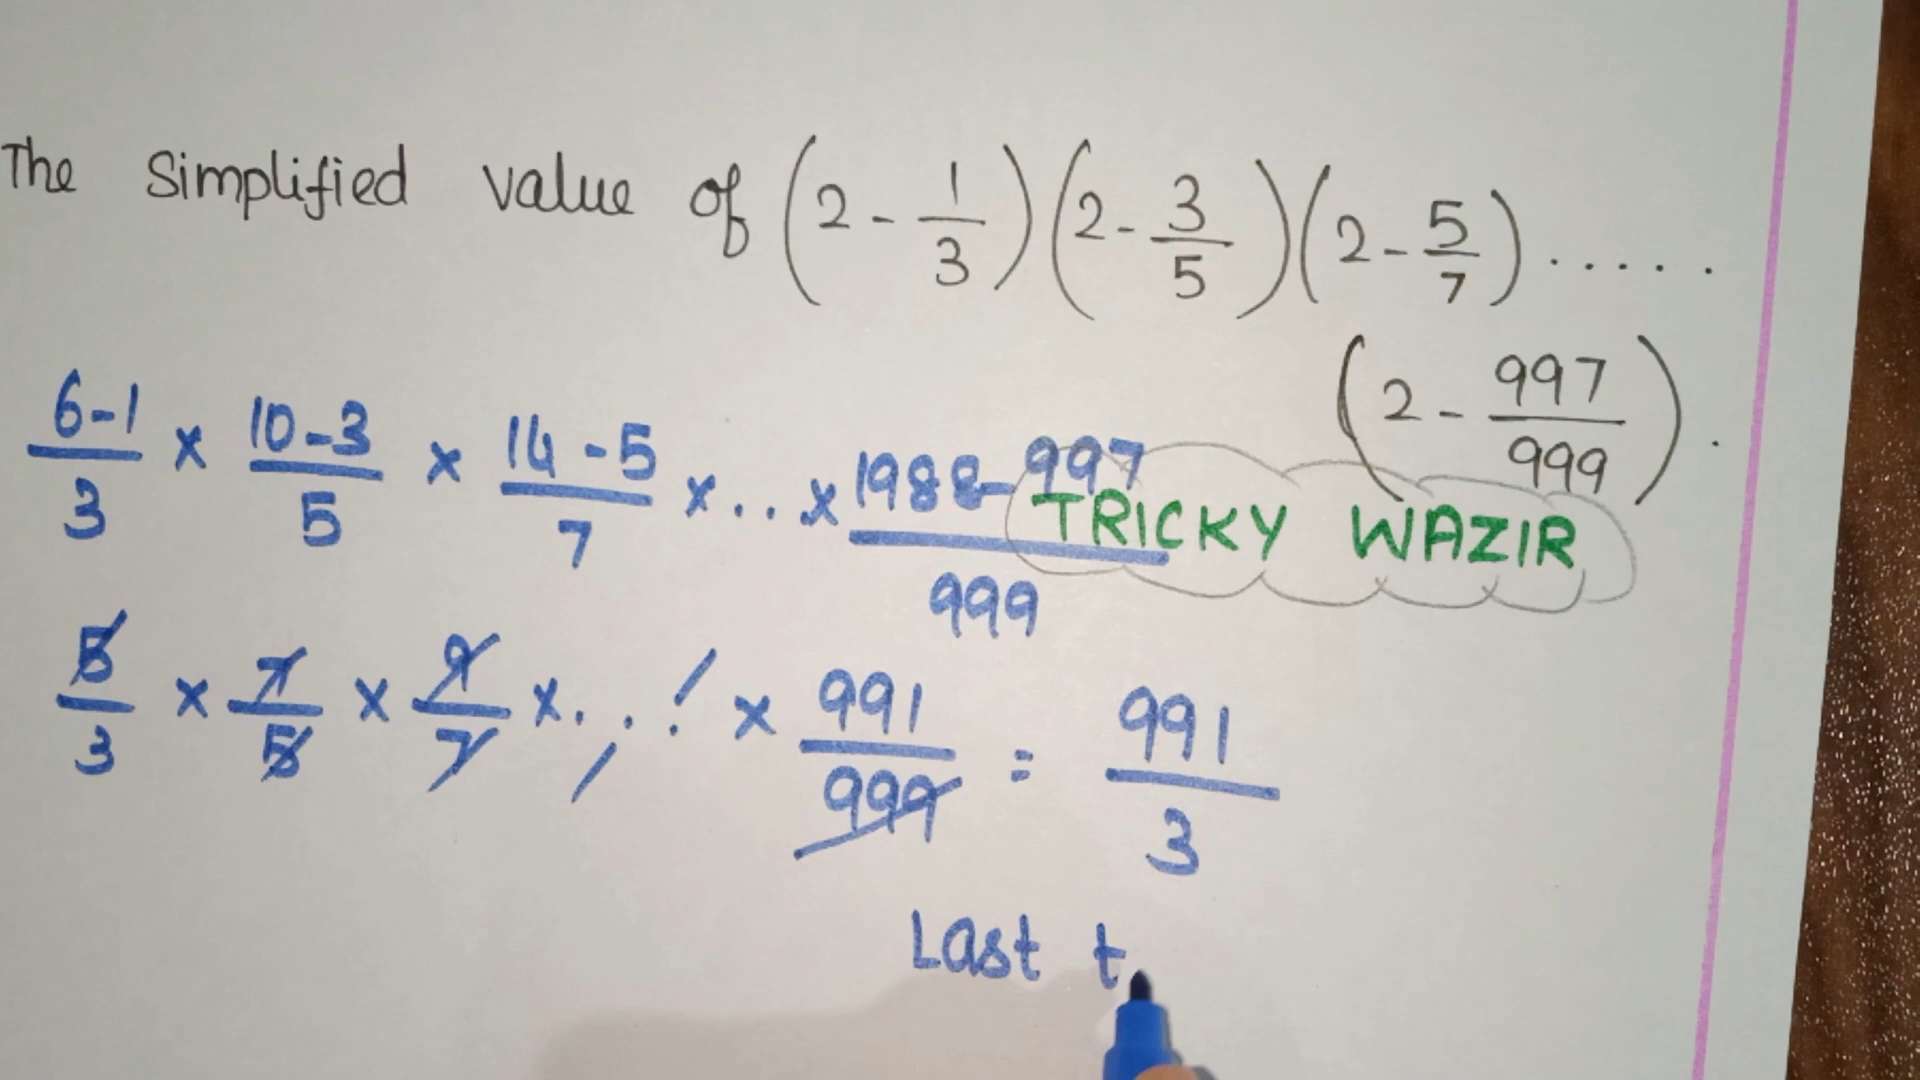 The Simplified value of (2 - 1/3) (2 - 3/5) (2 - 5/7) .....
(2 - 997/999) .
6-1/3 x 10-3/5 x 14-5/7 x ... x 1988-997/999
TRICKY WAZIR
5/3 x 7/5 x 9/7 x ... x 991/999 = 991/3
Last t